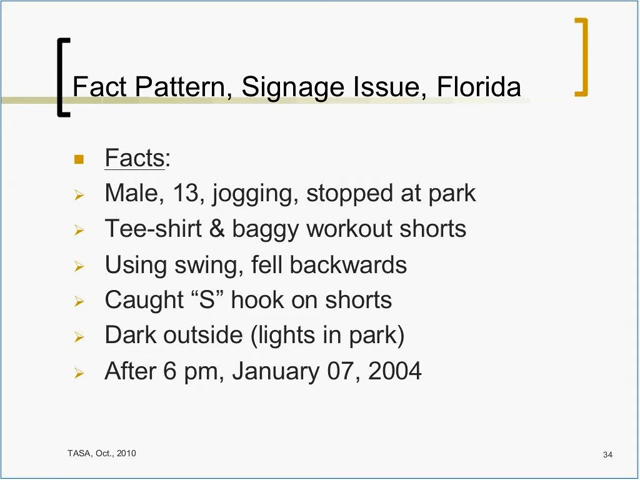 Fact Pattern, Signage Issue, Florida
Facts:
Male, 13, jogging, stopped at park
Tee-shirt & baggy workout shorts
Using swing, fell backwards
Caught “S” hook on shorts
Dark outside (lights in park)
After 6 pm, January 07, 2004
TASA, Oct., 2010
34